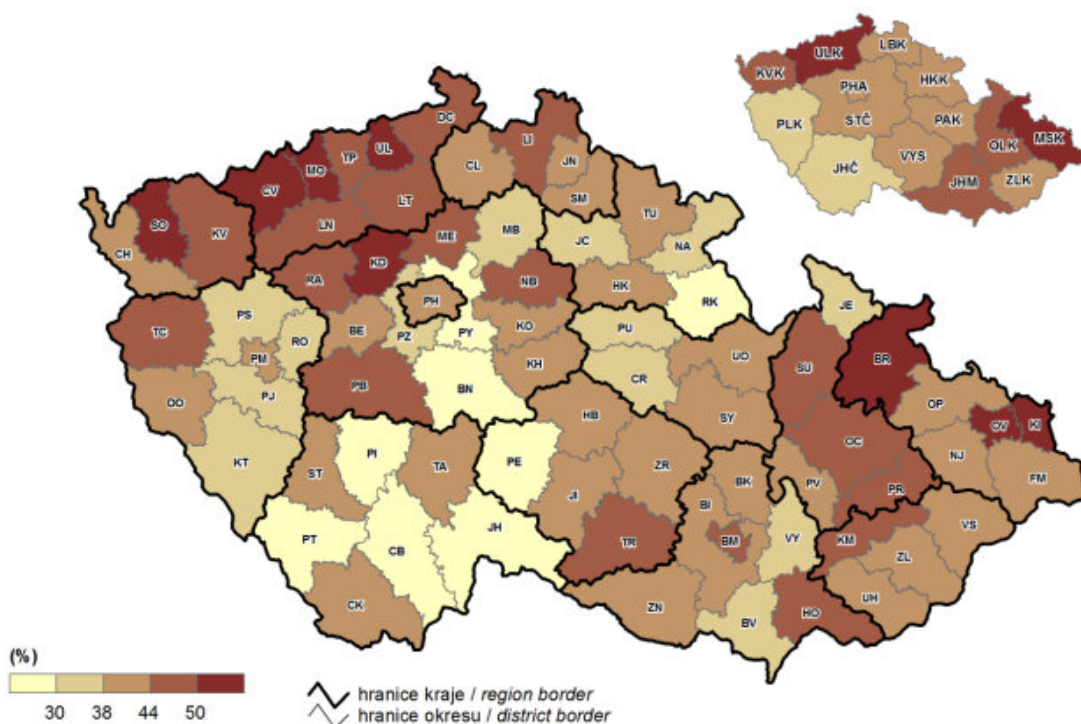 ULK
LBK
KVK
PHA
HKK
PLK
STČ
PAK
MSK
OLK
VYS
JHČ
JHM
ZLK
DC
UL
LI
MO
TP
CL
JN
CV
LT
SM
SO
KV
LN
TU
ME
MB
JC
NA
CH
KD
RA
NB
HK
PH
RK
JE
TC
PS
RO
BE
PZ
PY
KO
PU
PM
UO
BR
SU
PB
BN
KH
CR
DO
PJ
OP
OV
KI
HB
SY
OC
KT
ST
PI
TA
PE
ZR
NJ
FM
PV
PR
BK
JI
BI
VS
PT
CB
JH
TR
BM
VY
KM
ZL
CK
ZN
BV
HO
UH
(%)
30 38 44 50
hranice kraje / region border
hranice okresu / district border